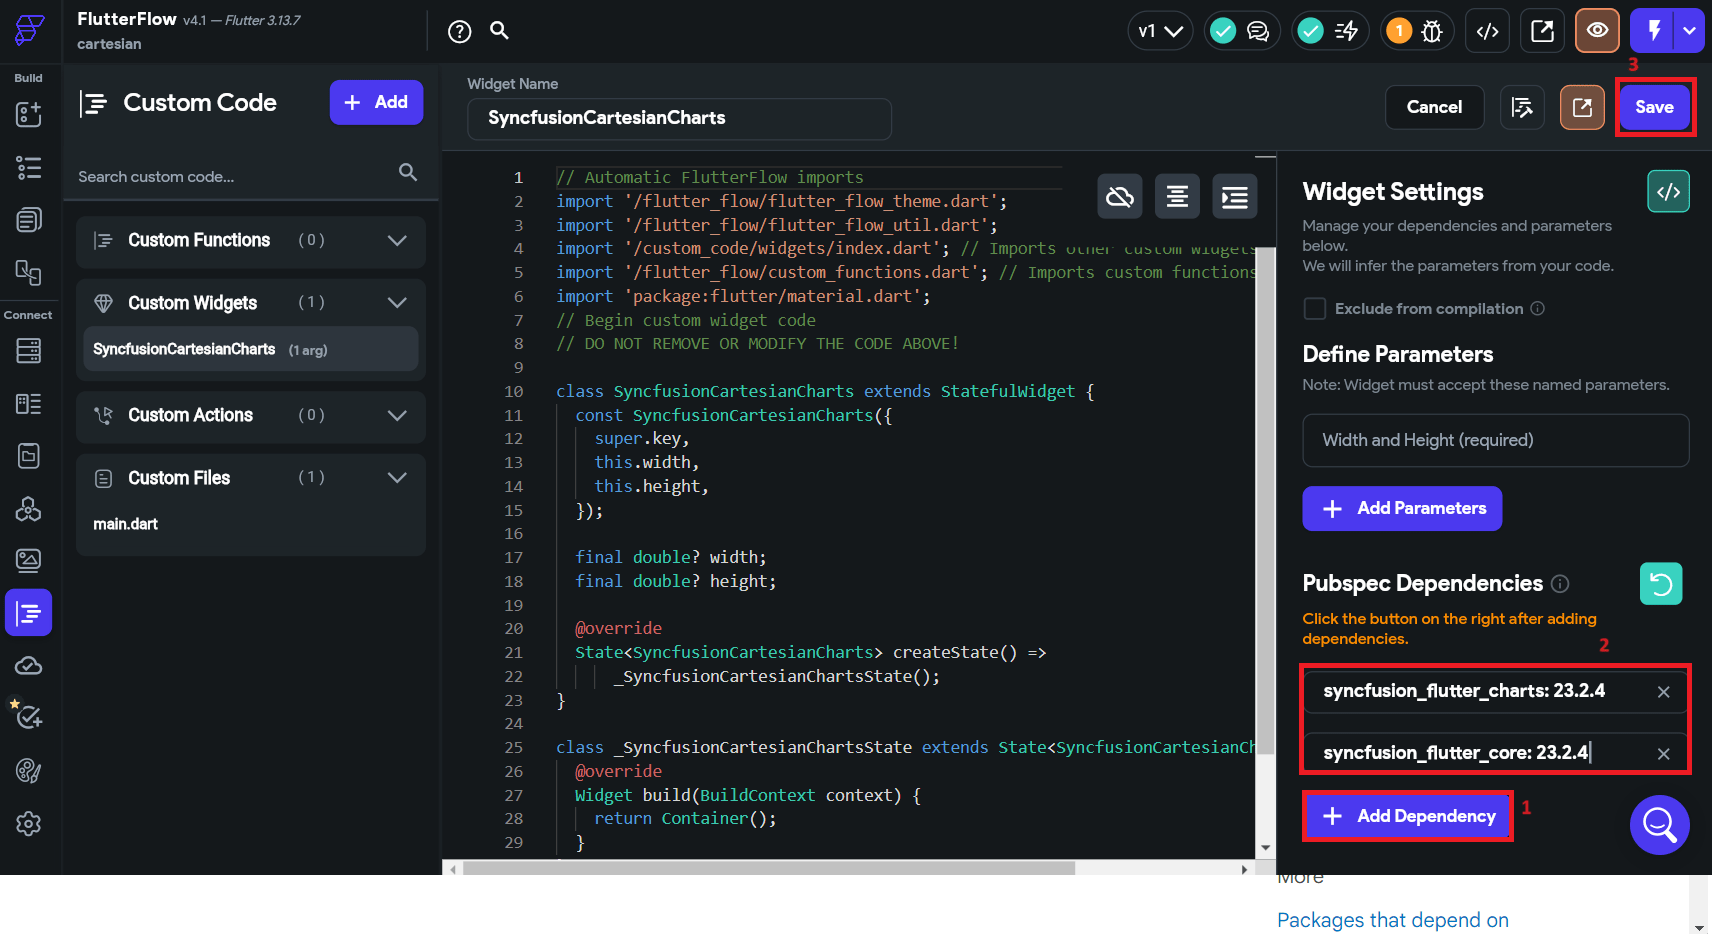 FlutterFlow v4.1 — Flutter 3.13.7
cartesian
v1
1
Build
Connect
Custom Code
+ Add
Search custom code...
Custom Functions ( 0 )
Custom Widgets ( 1 )
SyncfusionCartesianCharts (1 arg)
Custom Actions ( 0 )
Custom Files ( 1 )
main.dart
Widget Name
SyncfusionCartesianCharts
Cancel
3
Save
1 // Automatic FlutterFlow imports
2 import '/flutter_flow/flutter_flow_theme.dart';
3 import '/flutter_flow/flutter_flow_util.dart';
4 import '/custom_code/widgets/index.dart'; // Imports other custom widgets
5 import '/flutter_flow/custom_functions.dart'; // Imports custom functions
6 import 'package:flutter/material.dart';
7 // Begin custom widget code
8 // DO NOT REMOVE OR MODIFY THE CODE ABOVE!
9
10 class SyncfusionCartesianCharts extends StatefulWidget {
11 const SyncfusionCartesianCharts({
12 super.key,
13 this.width,
14 this.height,
15 });
16
17 final double? width;
18 final double? height;
19
20 @override
21 State<SyncfusionCartesianCharts> createState() =>
22 _SyncfusionCartesianChartsState();
23 }
24
25 class _SyncfusionCartesianChartsState extends State<SyncfusionCartesianCh
26 @override
27 Widget build(BuildContext context) {
28 return Container();
29 }
Widget Settings
Manage your dependencies and parameters
below.
We will infer the parameters from your code.
Exclude from compilation
Define Parameters
Note: Widget must accept these named parameters.
Width and Height (required)
+ Add Parameters
Pubspec Dependencies
Click the button on the right after adding
dependencies.
2
syncfusion_flutter_charts: 23.2.4
syncfusion_flutter_core: 23.2.4
+ Add Dependency
1
More
Packages that depend on